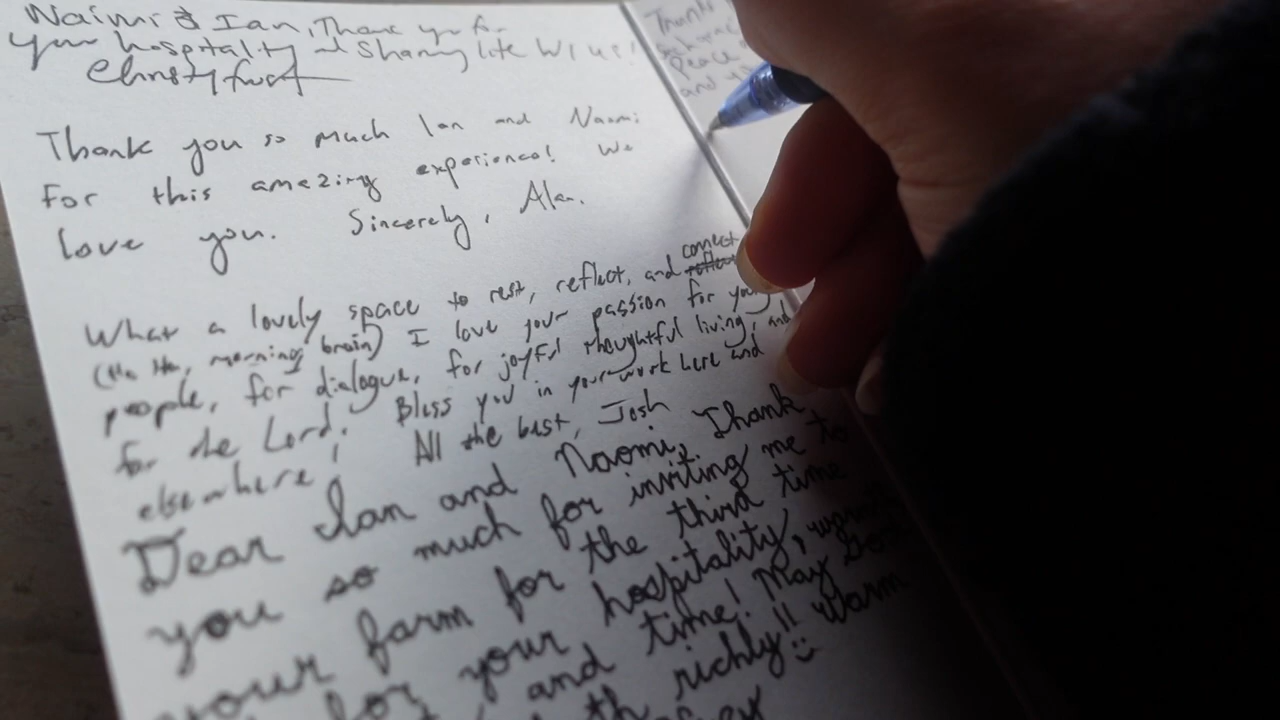 Naimi & Ian, Thank you for
your hospitality & Sharing life w/ us!
Thank you so much Ian and Naomi
for this amazing experience! We
love you. Sincerely, Alan.
What a lovely space to rest, reflect, and connect
(Ha Ha, morning brain) I love your passion for
people, for dialogue, for joyful thoughtful living, and
for the Lord. Bless you in your work here and
elsewhere! All the best, Josh
Dear Ian and Naomi, Thank
you so much for inviting me to
your farm for the third time
for your hospitality,
and time! May God
richly!! Warm
Thanks
peace
and